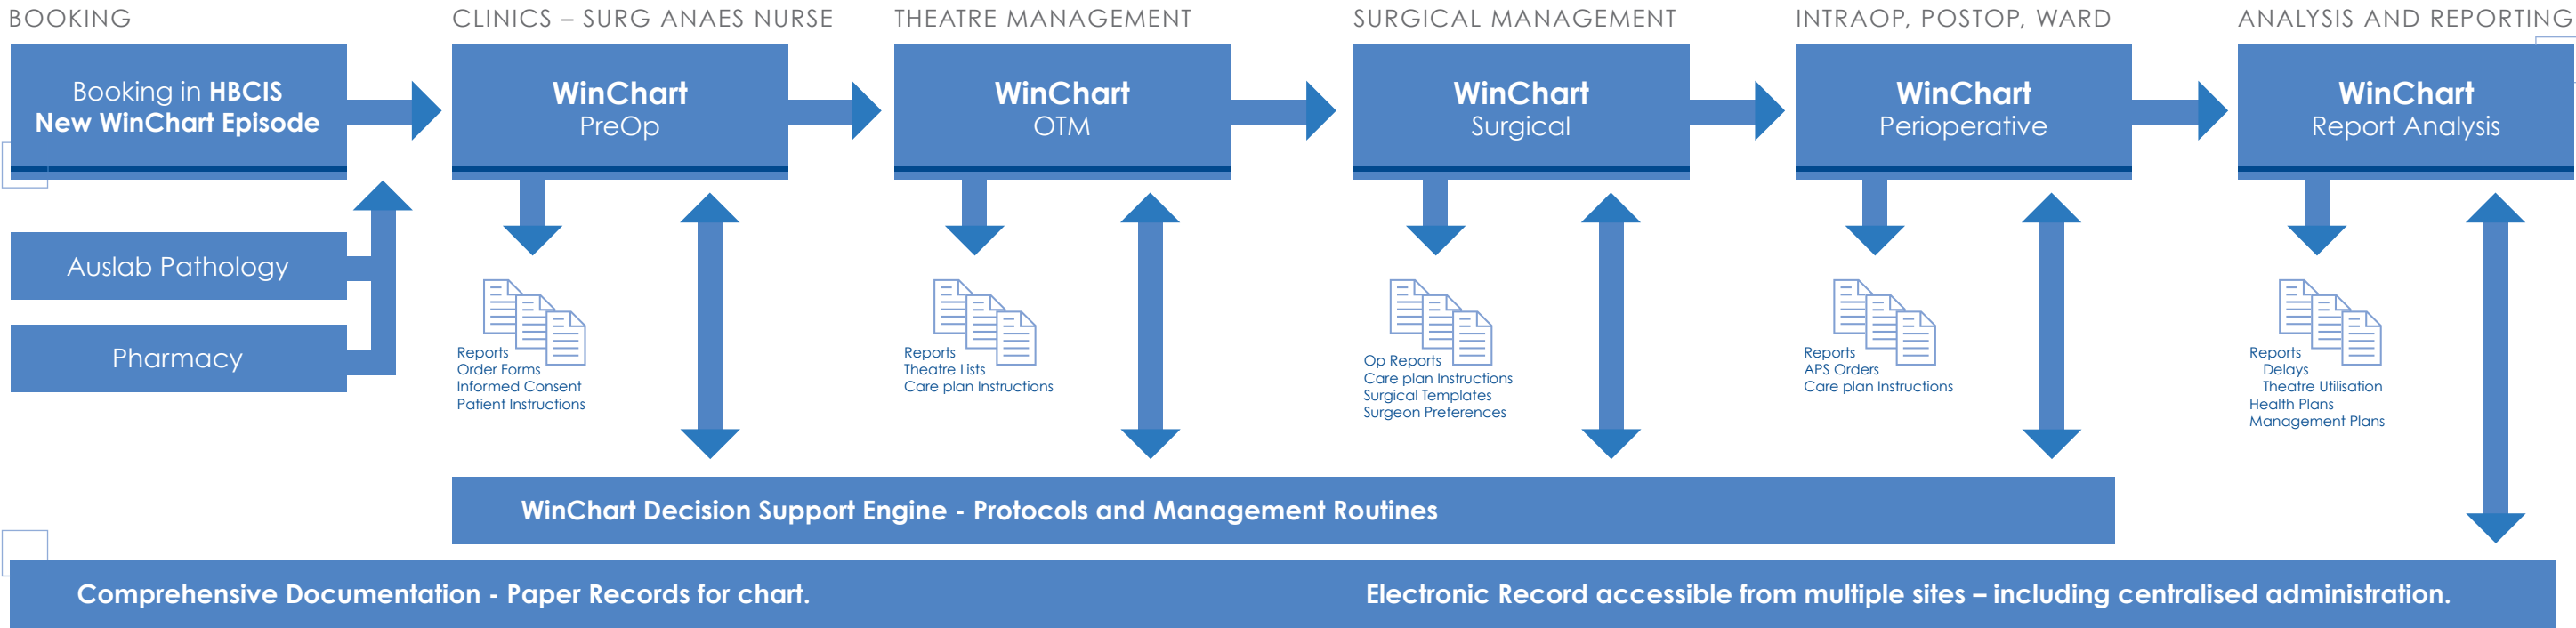 BOOKING
CLINICS – SURG ANAES NURSE
THEATRE MANAGEMENT
SURGICAL MANAGEMENT
INTRAOP, POSTOP, WARD
ANALYSIS AND REPORTING
Booking in HBCIS
New WinChart Episode
WinChart
PreOp
WinChart
OTM
WinChart
Surgical
WinChart
Perioperative
WinChart
Report Analysis
Auslab Pathology
Pharmacy
Reports
Order Forms
Informed Consent
Patient Instructions
Reports
Theatre Lists
Care plan Instructions
Op Reports
Care plan Instructions
Surgical Templates
Surgeon Preferences
Reports
APS Orders
Care plan Instructions
Reports
Delays
Theatre Utilisation
Health Plans
Management Plans
WinChart Decision Support Engine - Protocols and Management Routines
Comprehensive Documentation - Paper Records for chart.
Electronic Record accessible from multiple sites – including centralised administration.